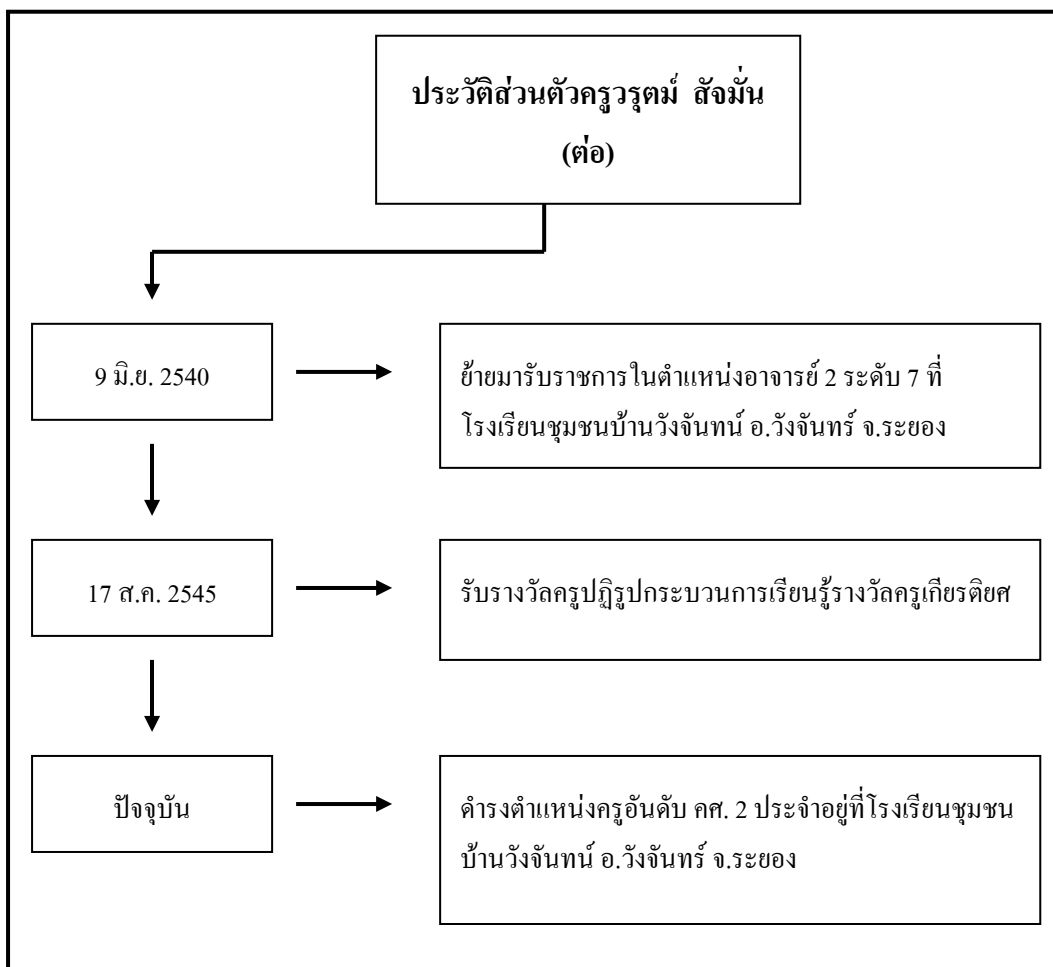 ประวัติส่วนตัวครูวรุตม์ สัจมั่น
(ต่อ)
9 มิ.ย. 2540
ย้ายมารับราชการในตำแหน่งอาจารย์ 2 ระดับ 7 ที่
โรงเรียนชุมชนบ้านวังจันทน์ อ.วังจันทร์ จ.ระยอง
17 ส.ค. 2545
รับรางวัลครูปฏิรูปกระบวนการเรียนรู้รางวัลครูเกียรติยศ
ปัจจุบัน
ดำรงตำแหน่งครูอันดับ คศ. 2 ประจำอยู่ที่โรงเรียนชุมชน
บ้านวังจันทน์ อ.วังจันทร์ จ.ระยอง